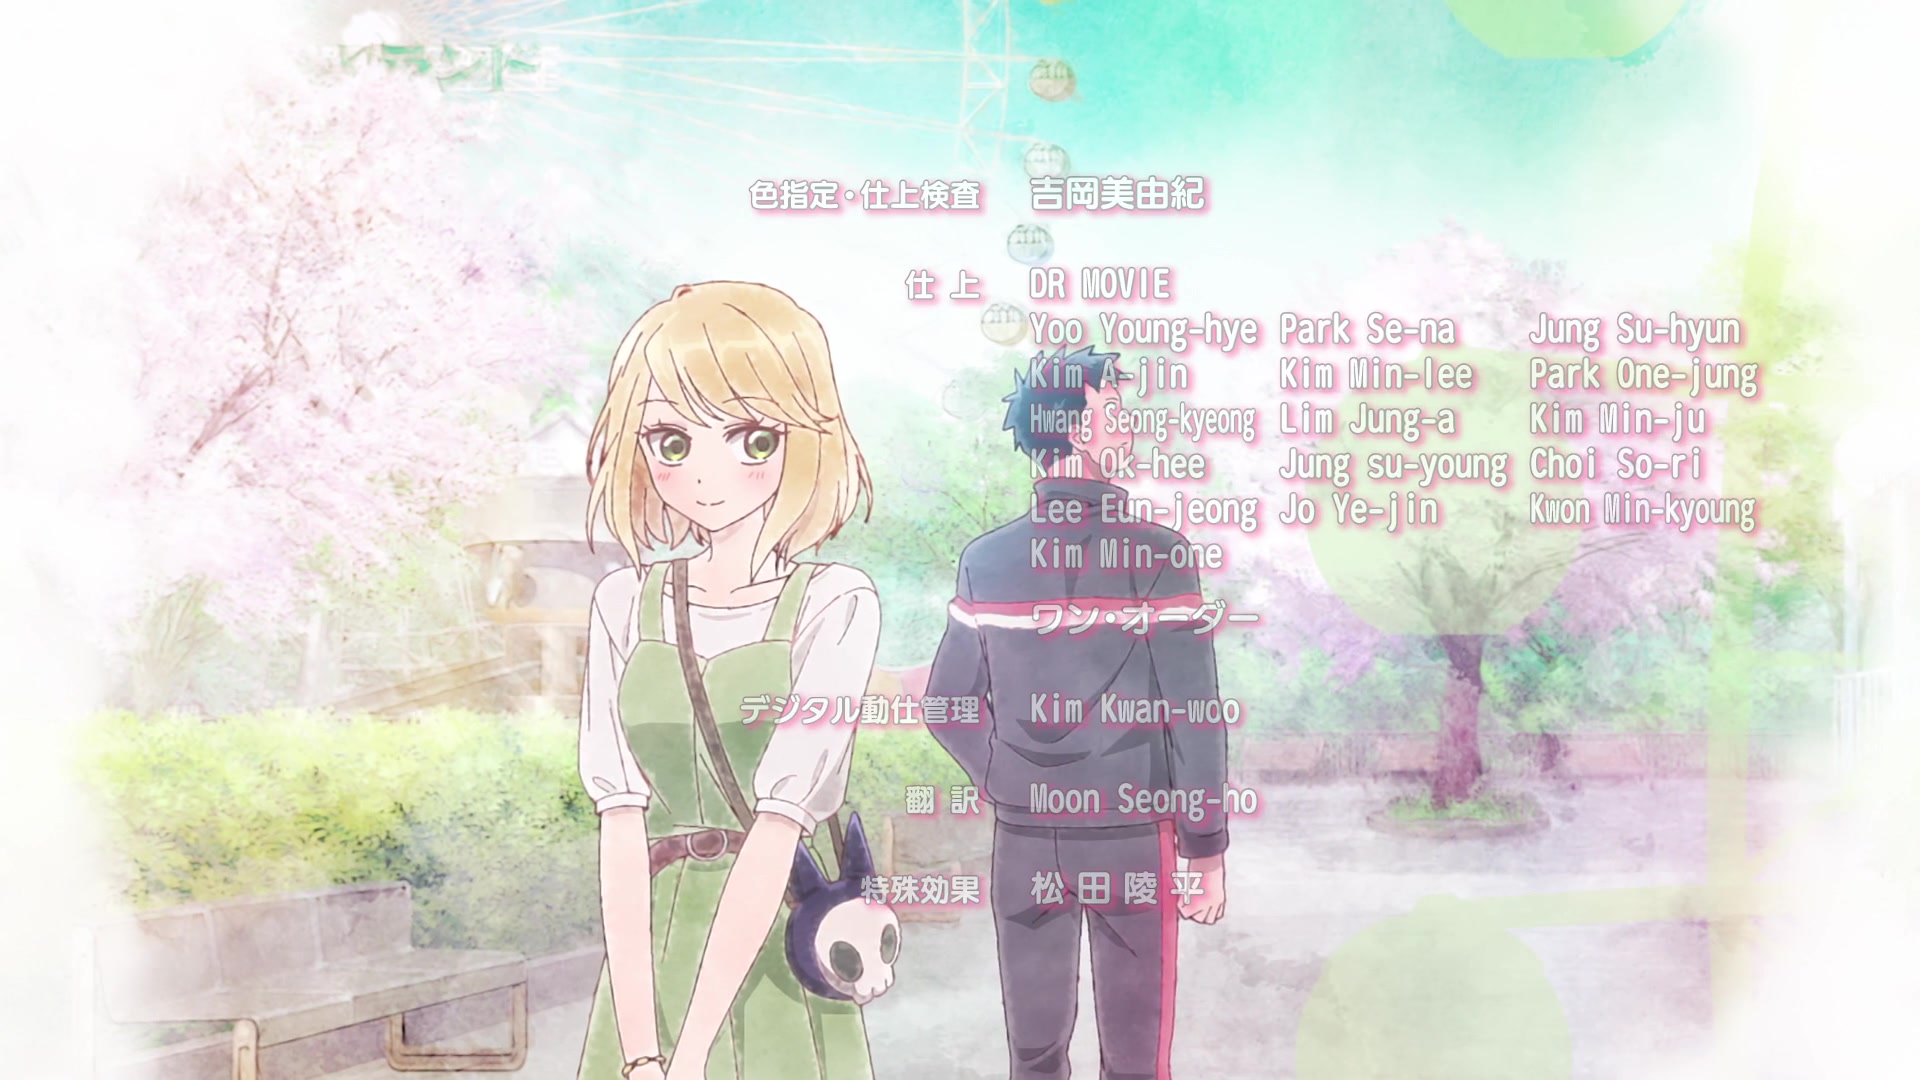 色指定・仕上検査 吉岡美由紀
仕上 DR MOVIE
Yoo Young-hye Park Se-na Jung Su-hyun
Kim A-jin Kim Min-lee Park One-jung
Hwang Seong-kyeong Lim Jung-a Kim Min-ju
Kim Ok-hee Jung su-young Choi So-ri
Lee Eun-jeong Jo Ye-jin Kwon Min-kyoung
Kim Min-one
ワン・オーダー
デジタル動仕管理 Kim Kwan-woo
翻訳 Moon Seong-ho
特殊効果 松田陵平